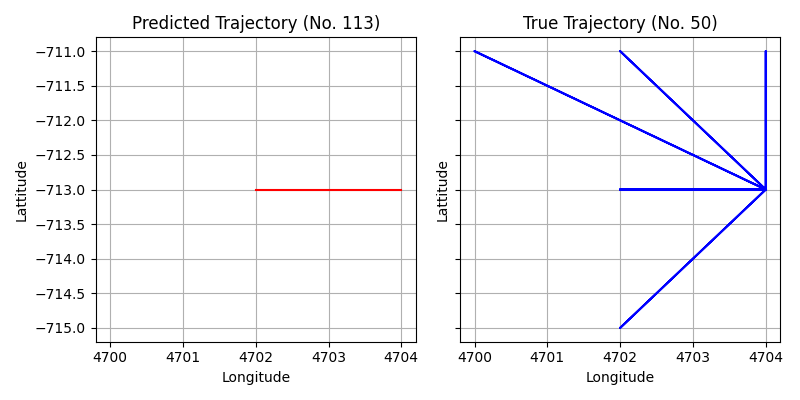 Predicted Trajectory (No. 113)
True Trajectory (No. 50)
Lattitude
−711.0
−711.5
−712.0
−712.5
−713.0
−713.5
−714.0
−714.5
−715.0
4700 4701 4702 4703 4704
Longitude
Lattitude
4700 4701 4702 4703 4704
Longitude